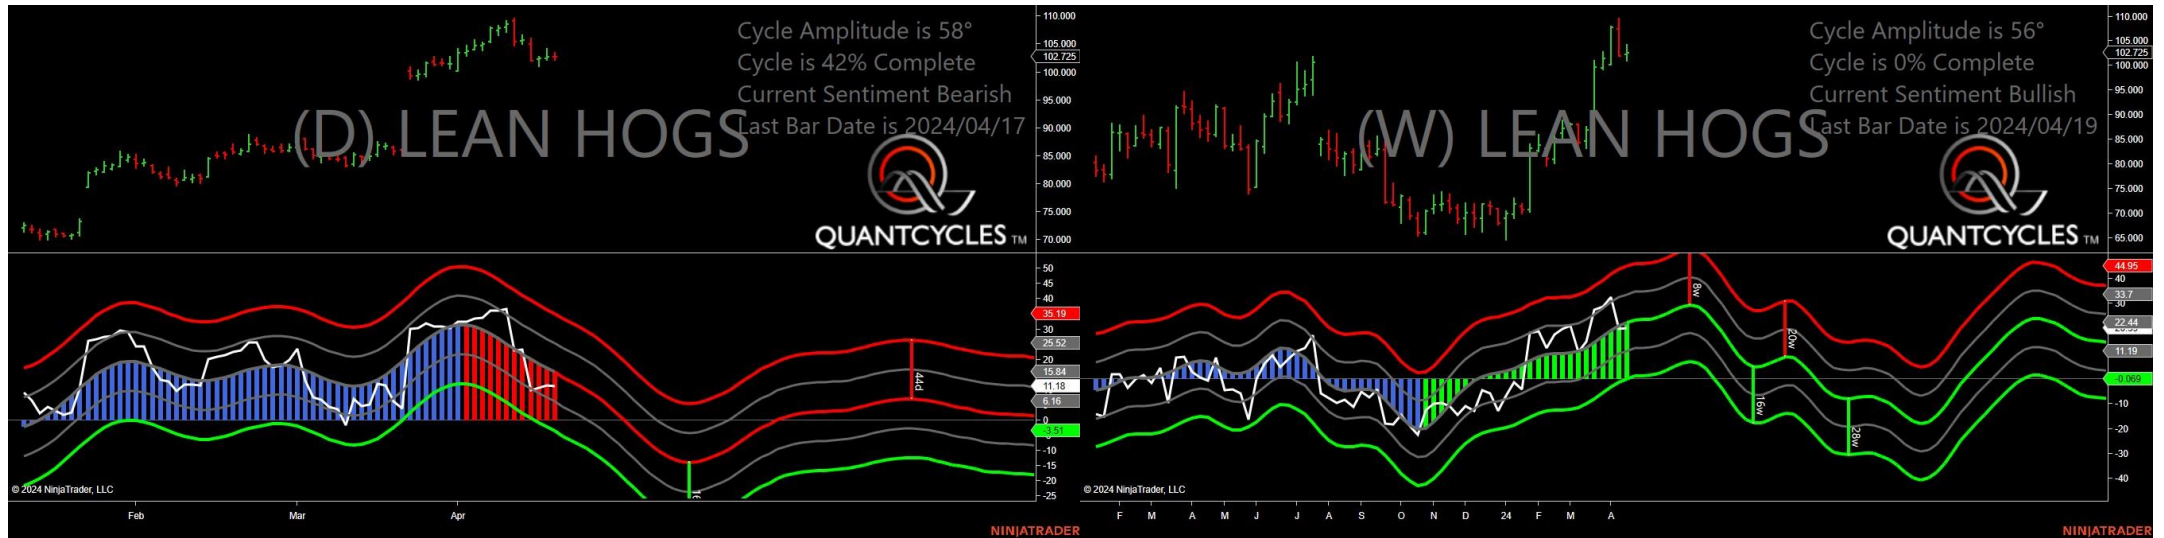 Cycle Amplitude is 58°
Cycle is 42% Complete
Current Sentiment Bearish
Last Bar Date is 2024/04/17
(D) LEAN HOGS
QUANTCYCLES TM
110.000
105.000
102.725
100.000
95.000
90.000
85.000
80.000
75.000
70.000
50
45
40
35.19
30
25.52
20
15.84
11.18
6.16
0
-3.51
-10
-15
-20
-25
44d
© 2024 NinjaTrader, LLC
Feb Mar Apr
NINJATRADER
Cycle Amplitude is 56°
Cycle is 0% Complete
Current Sentiment Bullish
Last Bar Date is 2024/04/19
(W) LEAN HOGS
QUANTCYCLES TM
110.000
105.000
102.725
100.000
95.000
90.000
85.000
80.000
75.000
70.000
65.000
44.95
40
33.7
30
22.44
11.19
-0.069
-10
-20
-30
-40
8w
20w
16w
28w
© 2024 NinjaTrader, LLC
F M A M J J A S O N D 24 F M A
NINJATRADER